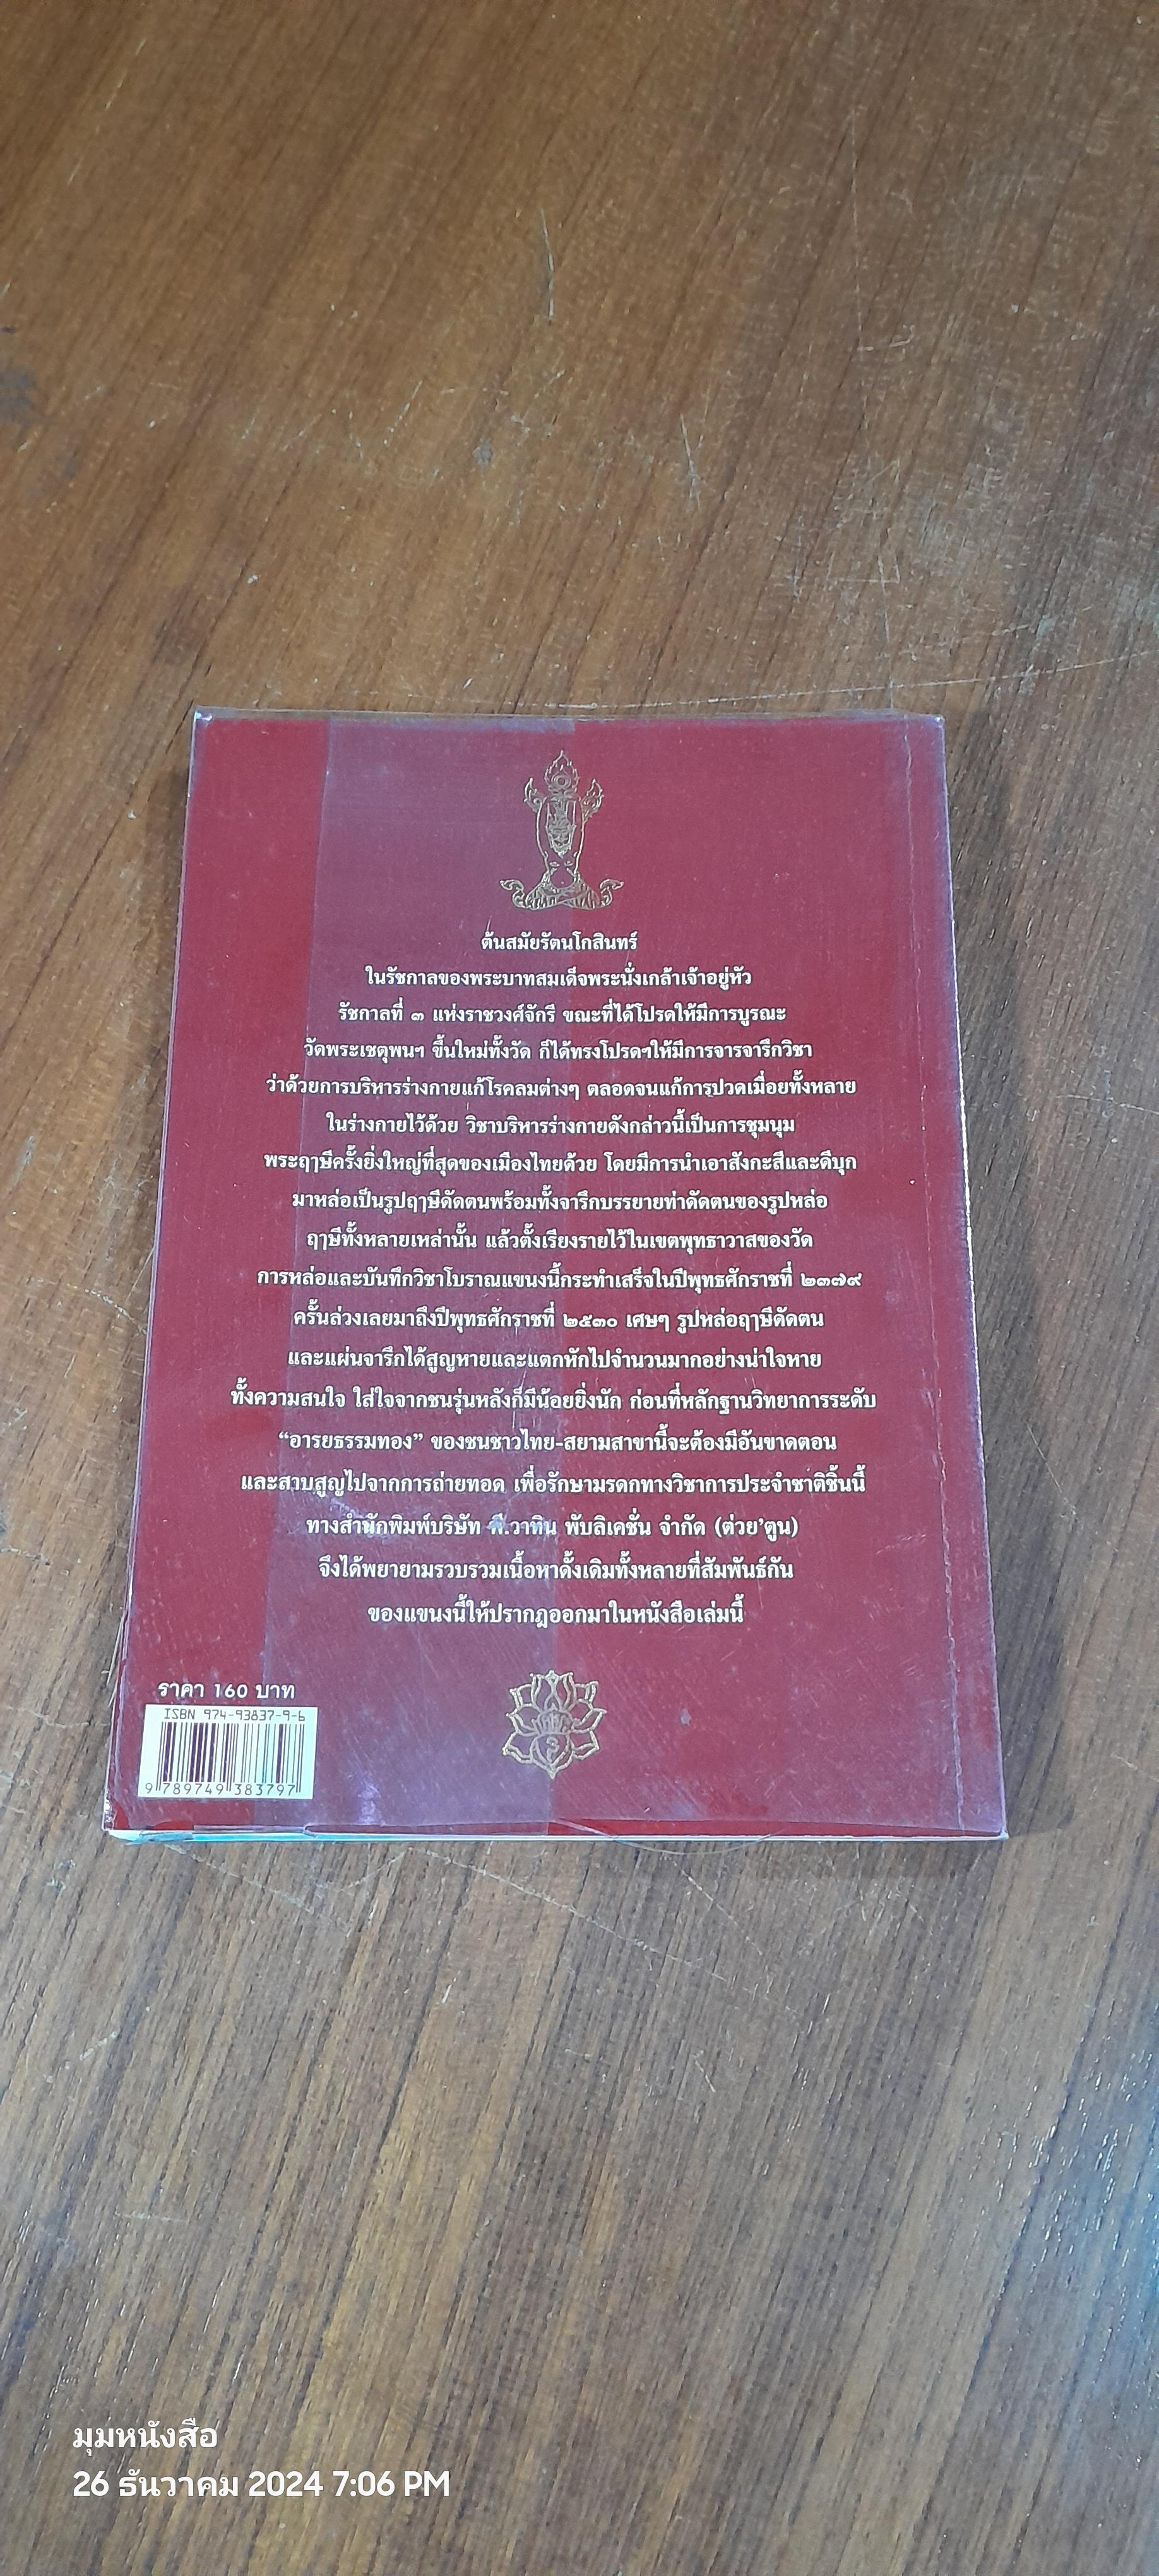 ต้นสมัยรัตนโกสินทร์
ในรัชกาลของพระบาทสมเด็จพระนั่งเกล้าเจ้าอยู่หัว
รัชกาลที่ ๓ แห่งราชวงศ์จักรี ขณะที่ได้โปรดให้มีการบูรณะ
วัดพระเชตุพนฯ ขึ้นใหม่ทั้งวัด ก็ได้ทรงโปรดฯให้มีการจารจารึกวิชา
ว่าด้วยการบริหารร่างกายแก้โรคลมต่างๆ ตลอดจนแก้การปวดเมื่อยทั้งหลาย
ในร่างกายไว้ด้วย วิชาบริหารร่างกายดังกล่าวนี้เป็นการชุมนุม
พระฤๅษีครั้งยิ่งใหญ่ที่สุดของเมืองไทยด้วย โดยมีการนำเอาสังกะสีและดีบุก
มาหล่อเป็นรูปฤๅษีดัดตนพร้อมทั้งจารึกบรรยายท่าดัดตนของรูปหล่อ
ฤๅษีทั้งหลายเหล่านั้น แล้วตั้งเรียงรายไว้ในเขตพุทธาวาสของวัด
การหล่อและบันทึกวิชาโบราณแขนงนี้กระทำเสร็จในปีพุทธศักราชที่ ๒๓๗๙
ครั้นล่วงเลยมาถึงปีพุทธศักราชที่ ๒๕๓๐ เศษๆ รูปหล่อฤๅษีดัดตน
และแผ่นจารึกได้สูญหายและแตกหักไปจำนวนมากอย่างน่าใจหาย
ทั้งความสนใจ ใส่ใจจากชนรุ่นหลังก็มีน้อยยิ่งนัก ก่อนที่หลักฐานวิทยาการระดับ
“อารยธรรมทอง” ของชนชาวไทย-สยามสาขานี้จะต้องมีอันขาดตอน
และสาบสูญไปจากการถ่ายทอด เพื่อรักษามรดกทางวิชาการประจำชาติชิ้นนี้
ทางสำนักพิมพ์บริษัท พี.วาทิน พับลิเคชั่น จำกัด (ต่วย’ตูน)
จึงได้พยายามรวบรวมเนื้อหาดั้งเดิมทั้งหลายที่สัมพันธ์กัน
ของแขนงนี้ให้ปรากฏออกมาในหนังสือเล่มนี้
ราคา 160 บาท
ISBN 974-93837-9-6
9 789749 383797
มุมหนังสือ
26 ธันวาคม 2024 7:06 PM